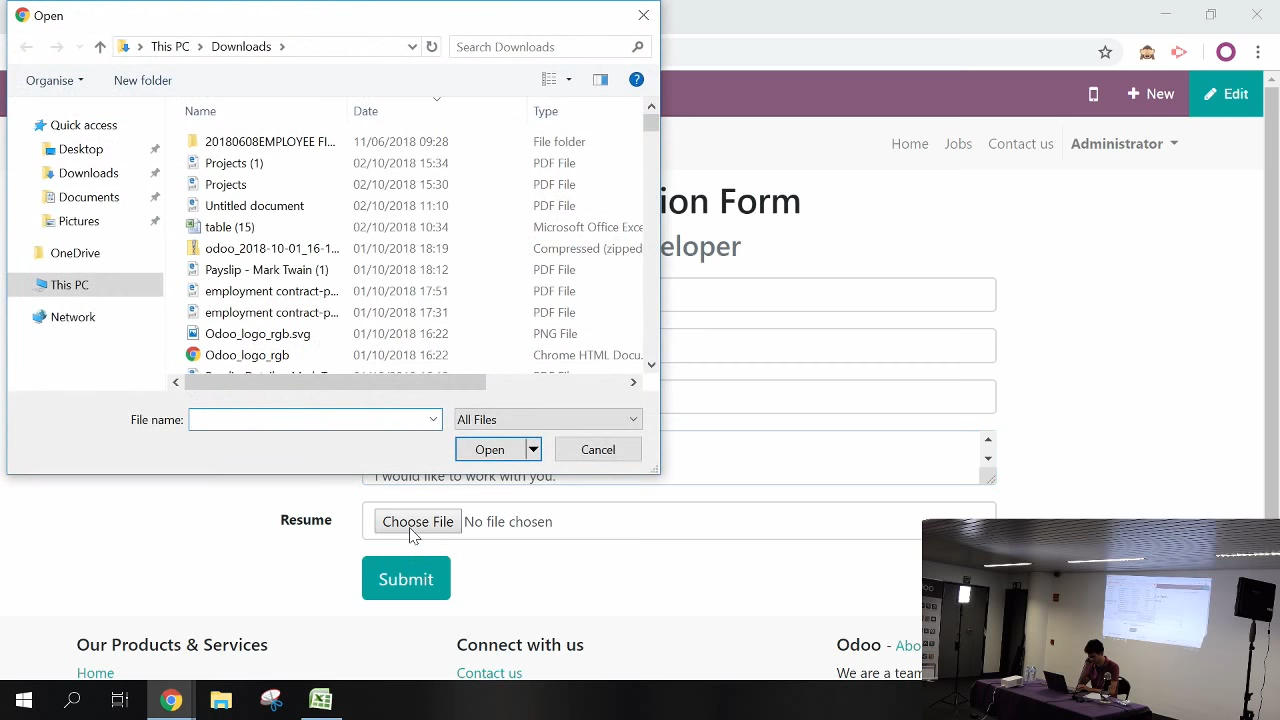 Open
This PC
Downloads
Search Downloads
Organise
New folder
New
Edit
Name
Date
Type
Quick access
Desktop
Downloads
Documents
Pictures
OneDrive
This PC
Network
20180608EMPLOYEE FI... 11/06/2018 09:28 File folder
Projects (1) 02/10/2018 15:34 PDF File
Projects 02/10/2018 15:30 PDF File
Untitled document 02/10/2018 11:10 PDF File
table (15) 02/10/2018 10:34 Microsoft Office Exce
odoo_2018-10-01_16-1... 01/10/2018 18:19 Compressed (zipped
Payslip - Mark Twain (1) 01/10/2018 18:12 PDF File
employment contract-p... 01/10/2018 17:51 PDF File
employment contract-p... 01/10/2018 17:31 PDF File
Odoo_logo_rgb.svg 01/10/2018 16:22 PNG File
Odoo_logo_rgb 01/10/2018 16:22 Chrome HTML Docu...
File name:
All Files
Open
Cancel
Home
Jobs
Contact us
Administrator
ion Form
eloper
I would like to work with you.
Resume
Choose File
No file chosen
Submit
Our Products & Services
Connect with us
Odoo - Abo
Home
Contact us
We are a team